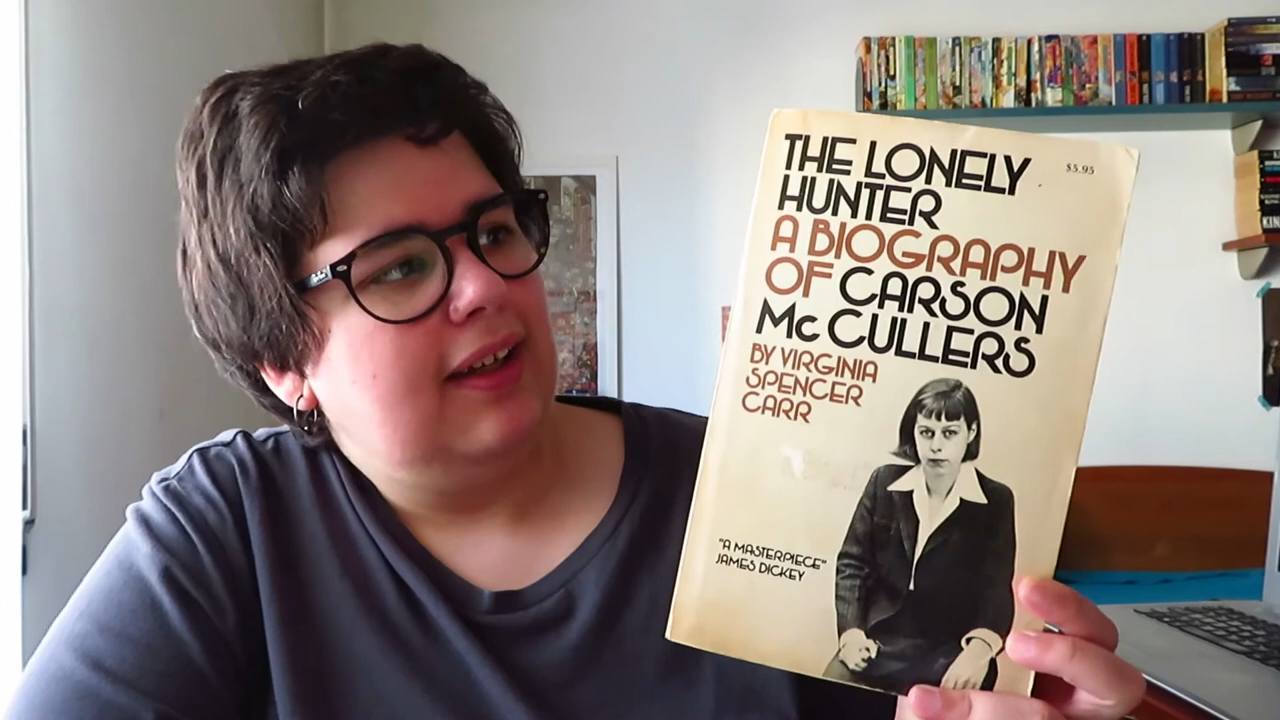 THE LONELY
HUNTER
$5.95
A BIOGRAPHY
OF CARSON
McCULLERS
BY VIRGINIA
SPENCER
CARR
"A MASTERPIECE"
JAMES DICKEY